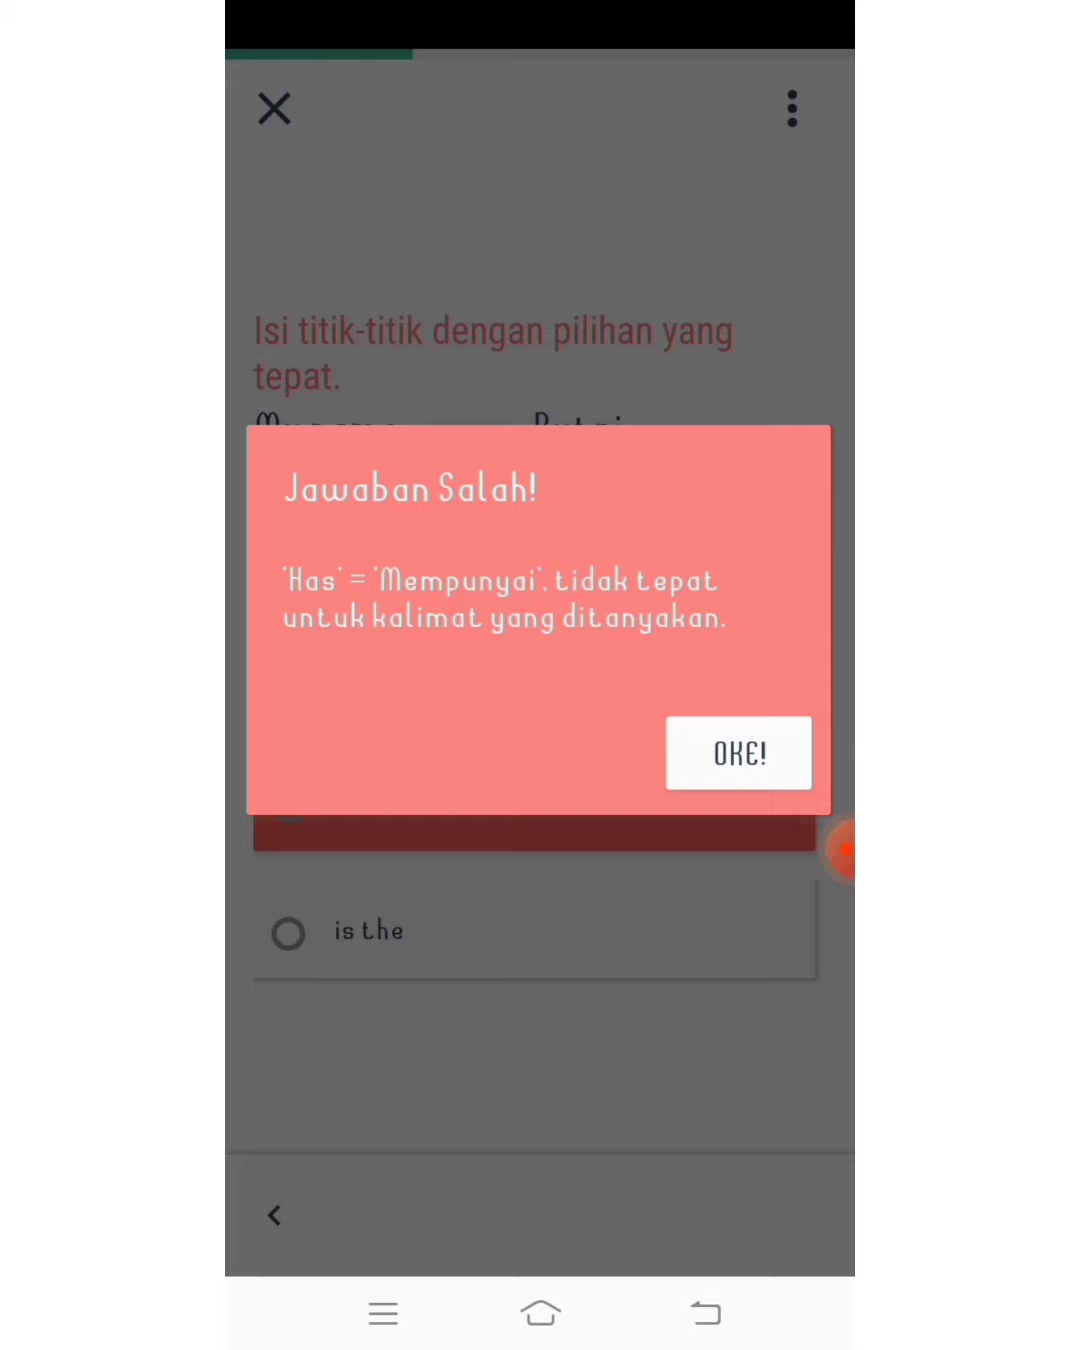 Isi titik-titik dengan pilihan yang
tepat.
Jawaban Salah!
'Has' = 'Mempunyai', tidak tepat
untuk kalimat yang ditanyakan.
OKE!
is the